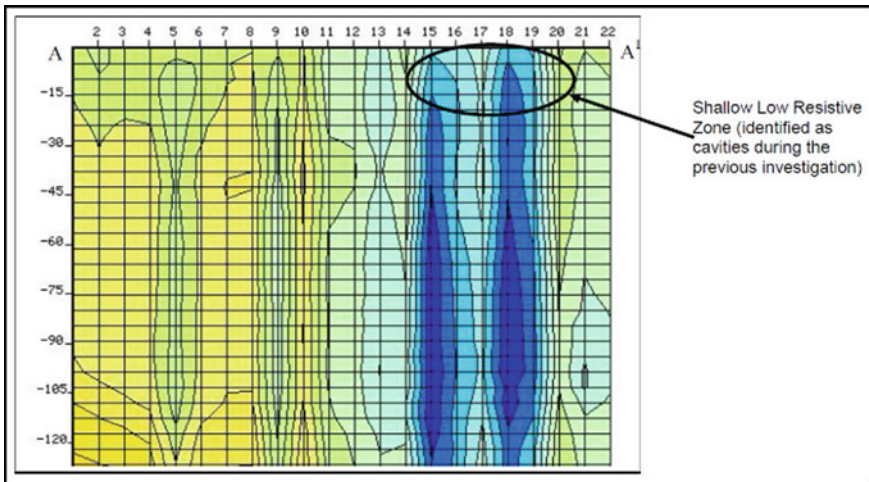 2 3 4 5 6 7 8 9 10 11 12 13 14 15 16 17 18 19 20 21 22
A A¹
-15
-30
-45
-60
-75
-90
-105
-120
Shallow Low Resistive
Zone (identified as
cavities during the
previous investigation)